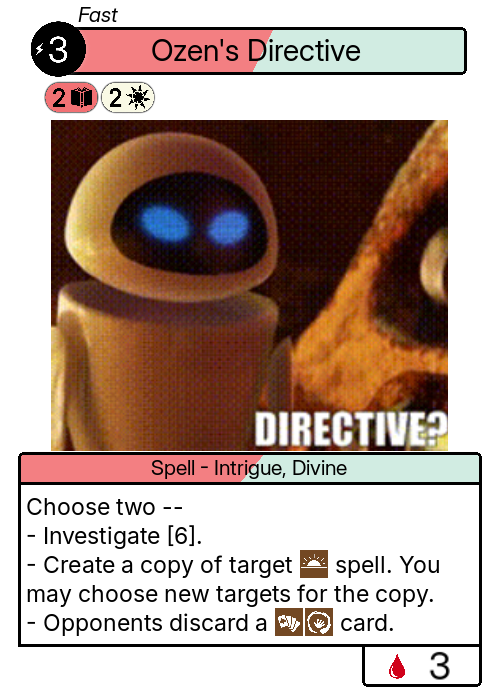 Fast
3
Ozen's Directive
2 2
DIRECTIVE?
Spell - Intrigue, Divine
Choose two --
- Investigate [6].
- Create a copy of target spell. You
may choose new targets for the copy.
- Opponents discard a card.
3